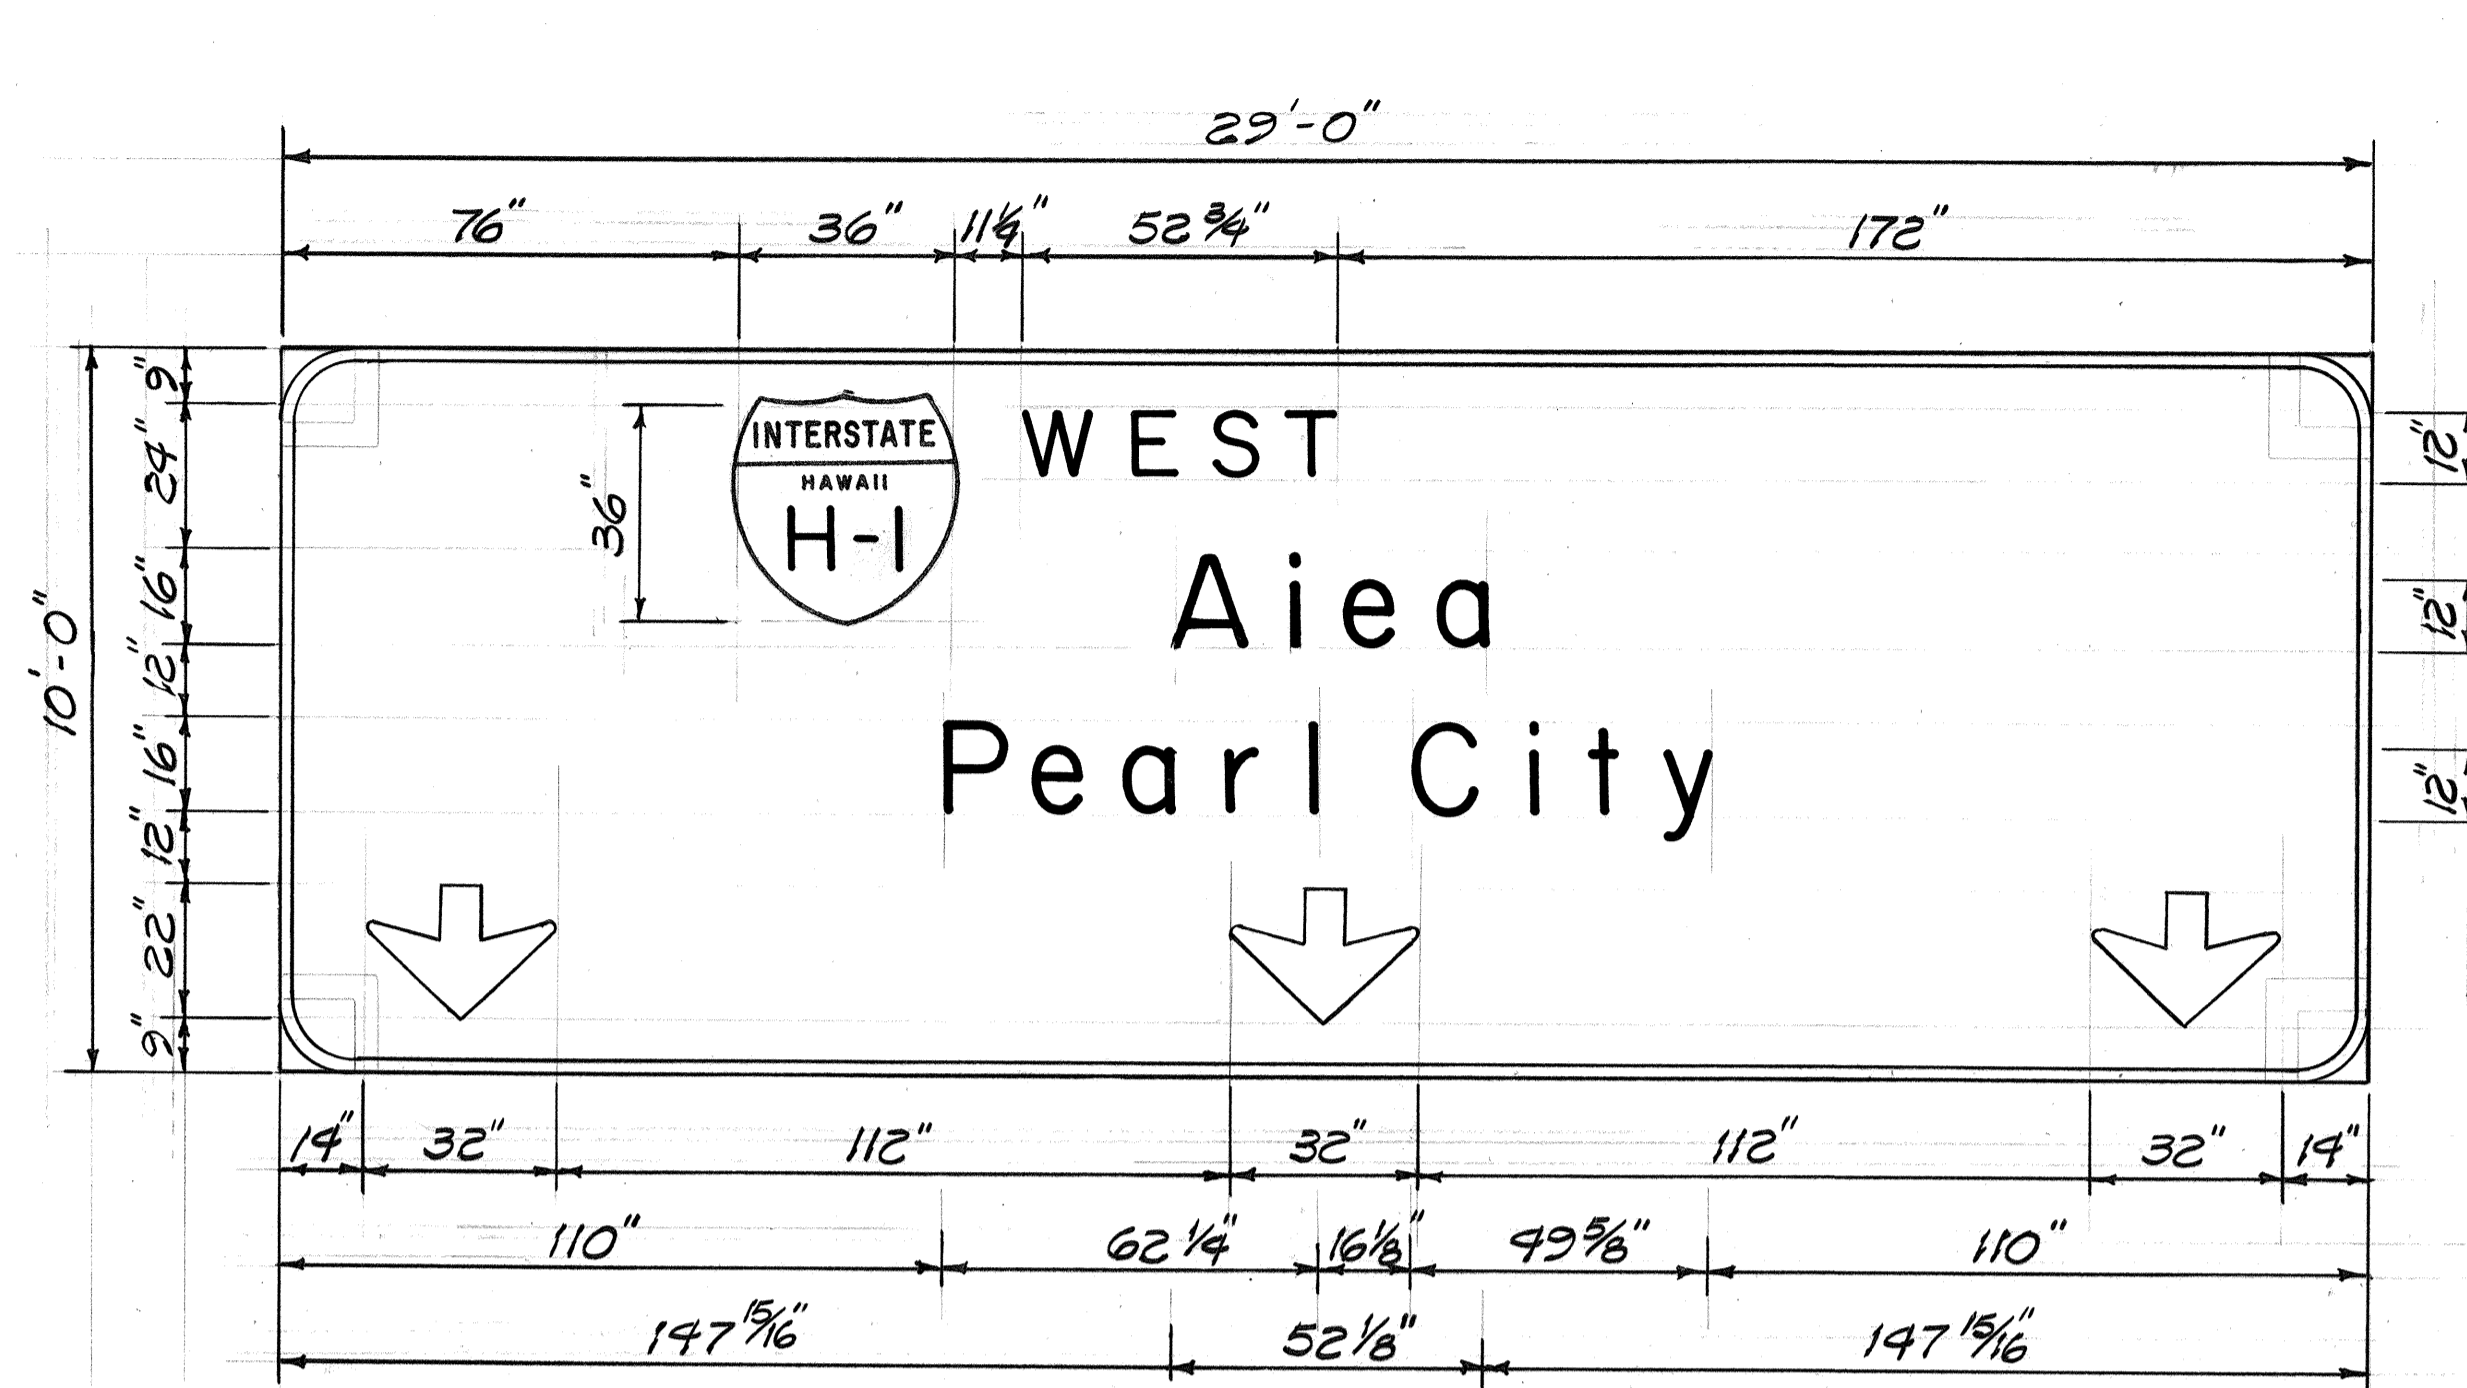 29'-0"
76" 36" 11¼" 52¾" 172"
9"
24"
16"
12"
16"
12"
22"
9"
10'-0"
36"
INTERSTATE
HAWAII
H-1
WEST
Aiea
Pearl City
12"
12"
12"
14" 32" 112" 32" 112" 32" 14"
110" 62¼" 16⅛" 49⅝" 110"
147 15/16" 52⅛" 147 15/16"